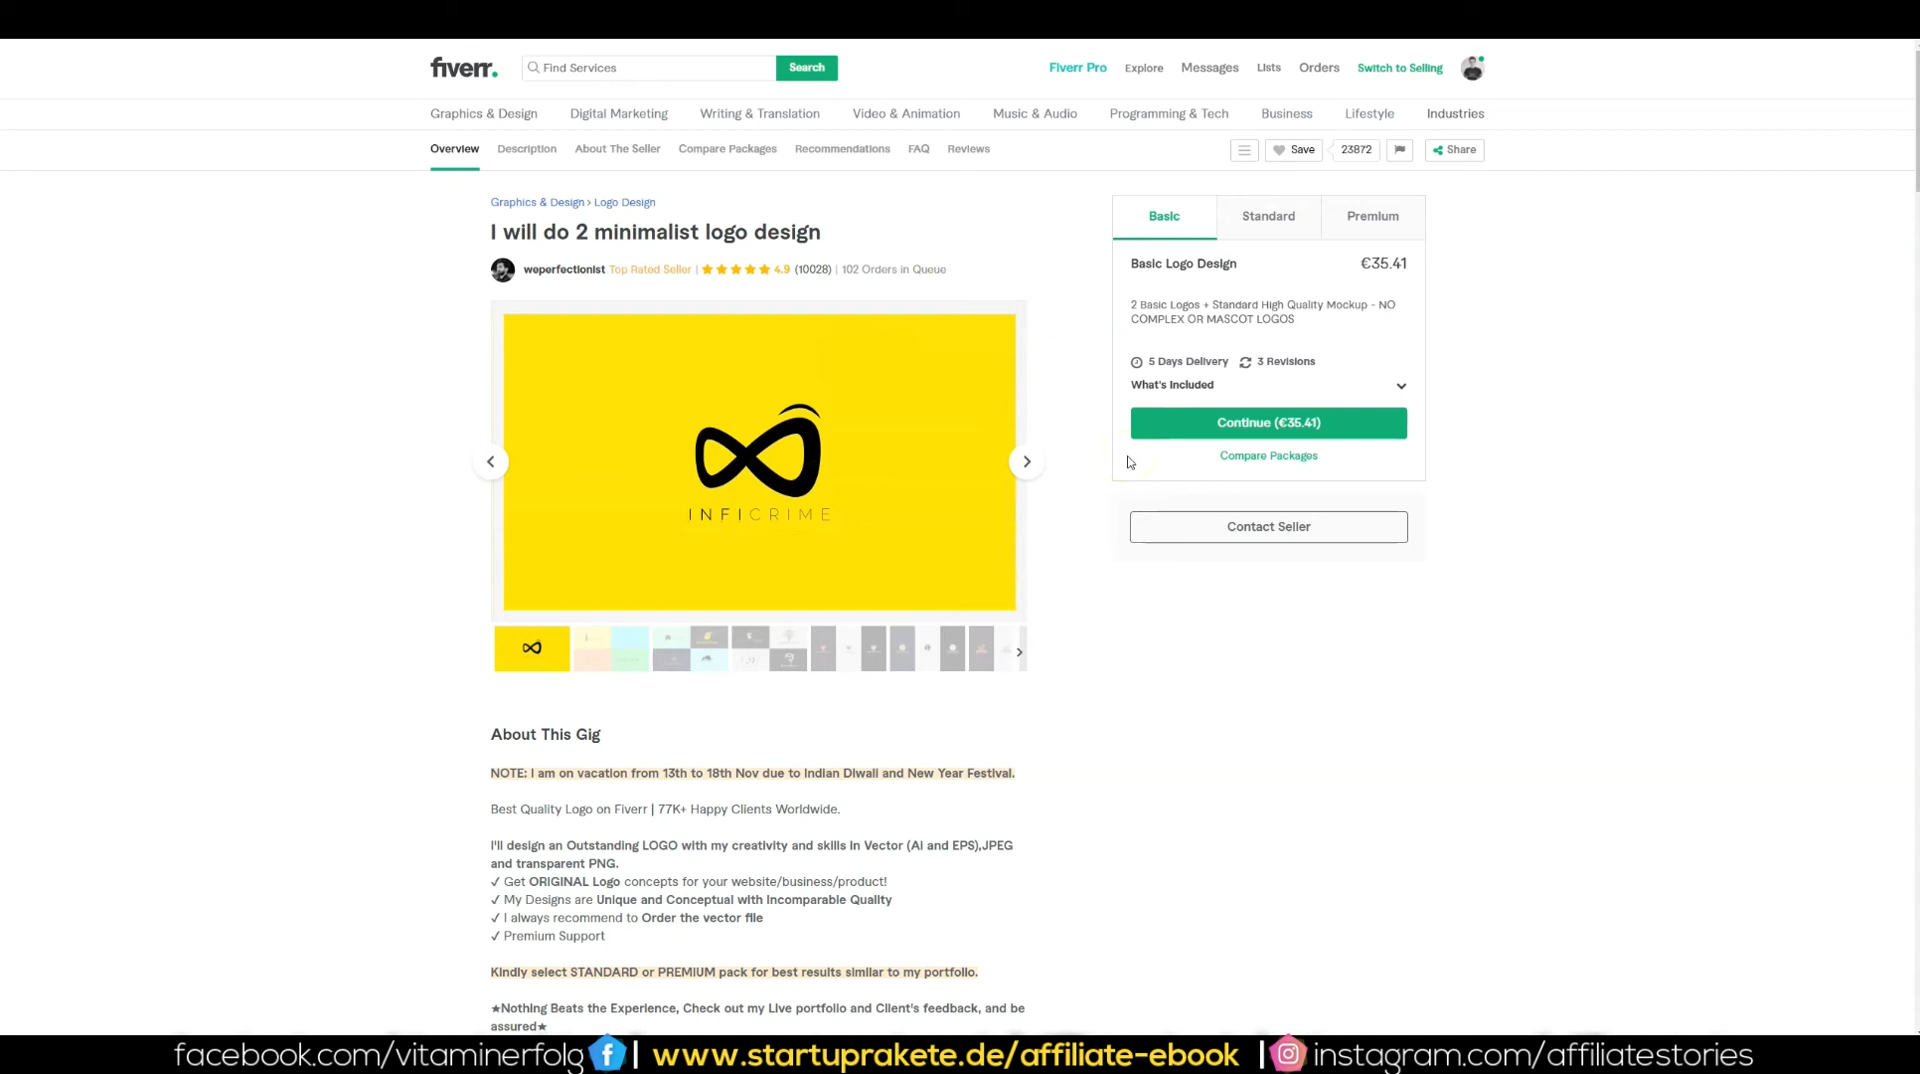 fiverr.
Find Services
Search
Fiverr Pro
Explore
Messages
Lists
Orders
Switch to Selling
Graphics & Design
Digital Marketing
Writing & Translation
Video & Animation
Music & Audio
Programming & Tech
Business
Lifestyle
Industries
Overview
Description
About The Seller
Compare Packages
Recommendations
FAQ
Reviews
Save
23872
Share
Graphics & Design › Logo Design
I will do 2 minimalist logo design
weperfectionist Top Rated Seller | 4.9 (10028) | 102 Orders in Queue
INFICRIME
Basic
Standard
Premium
Basic Logo Design
€35.41
2 Basic Logos + Standard High Quality Mockup - NO
COMPLEX OR MASCOT LOGOS
5 Days Delivery
3 Revisions
What's Included
Continue (€35.41)
Compare Packages
Contact Seller
About This Gig
NOTE: I am on vacation from 13th to 18th Nov due to Indian Diwali and New Year Festival.
Best Quality Logo on Fiverr | 77K+ Happy Clients Worldwide.
I'll design an Outstanding LOGO with my creativity and skills in Vector (Ai and EPS),JPEG
and transparent PNG.
✓ Get ORIGINAL Logo concepts for your website/business/product!
✓ My Designs are Unique and Conceptual with Incomparable Quality
✓ I always recommend to Order the vector file
✓ Premium Support
Kindly select STANDARD or PREMIUM pack for best results similar to my portfolio.
★Nothing Beats the Experience, Check out my Live portfolio and Client's feedback, and be
assured★
facebook.com/vitaminerfolg | www.startuprakete.de/affiliate-ebook | instagram.com/affiliatestories